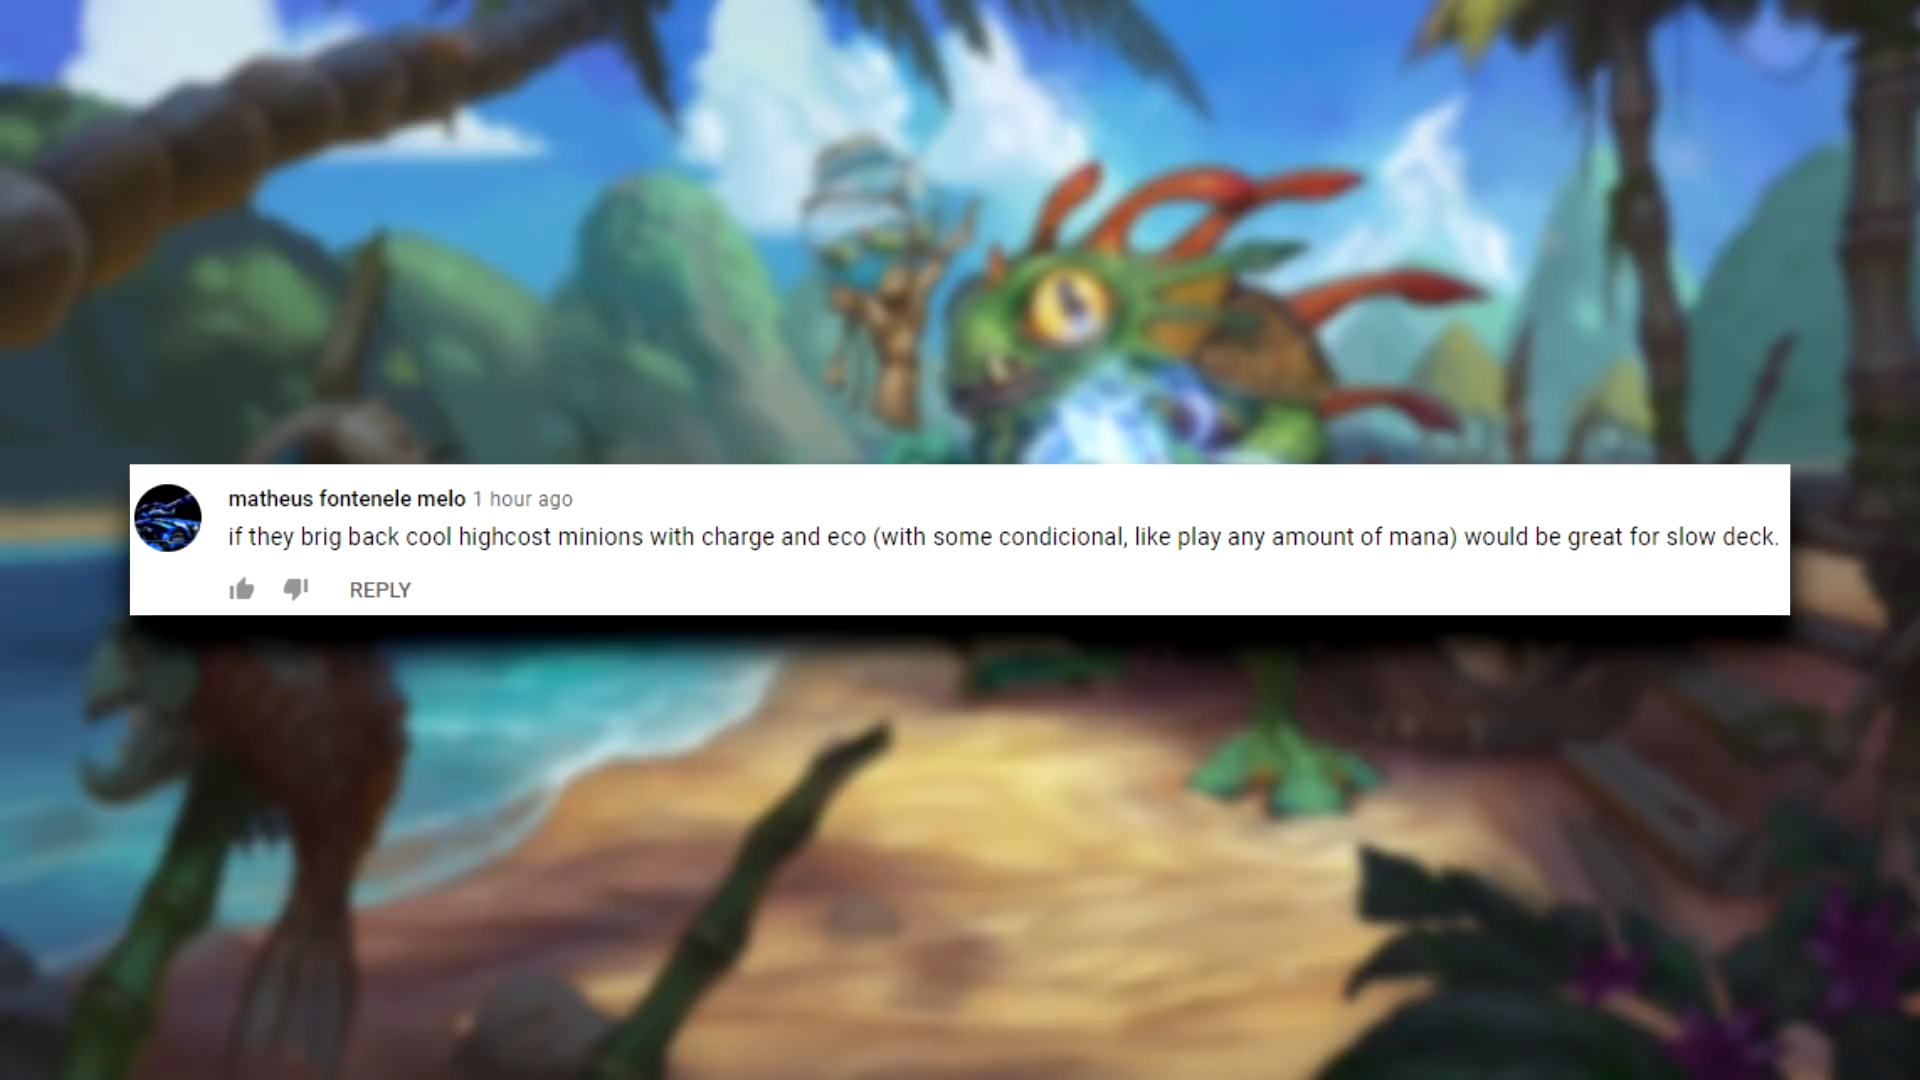 matheus fontenele melo 1 hour ago
if they brig back cool highcost minions with charge and eco (with some condicional, like play any amount of mana) would be great for slow deck.
REPLY